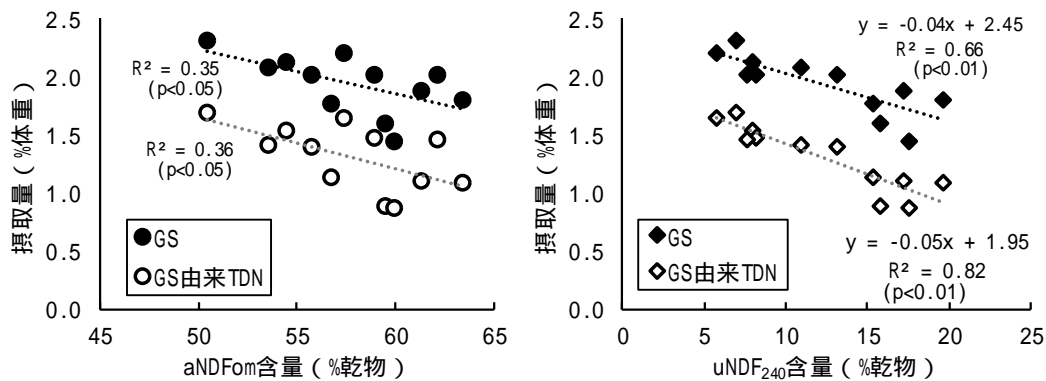 2.5
2.0
1.5
1.0
0.5
0.0
摂取量（%体重）
R² = 0.35
(p<0.05)
R² = 0.36
(p<0.05)
GS
GS由来TDN
45
50
55
60
65
aNDFom含量（%乾物）
2.5
2.0
1.5
1.0
0.5
0.0
摂取量（%体重）
y = -0.04x + 2.45
R² = 0.66
(p<0.01)
GS
GS由来TDN
y = -0.05x + 1.95
R² = 0.82
(p<0.01)
0
5
10
15
20
25
uNDF₂₄₀含量（%乾物）